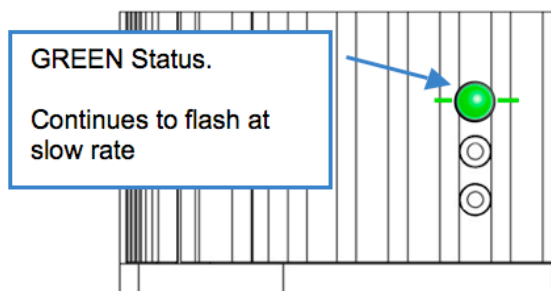 GREEN Status.
Continues to flash at
slow rate